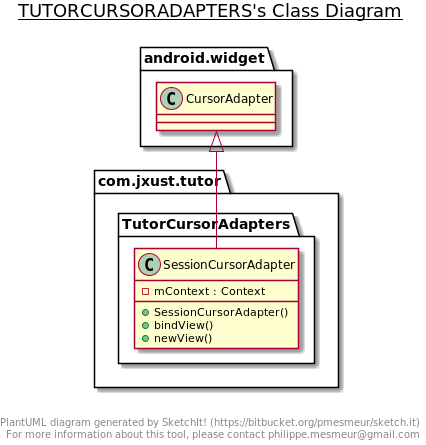 TUTORCURSORADAPTERS's Class Diagram
android.widget
C CursorAdapter
com.jxust.tutor
TutorCursorAdapters
C SessionCursorAdapter
mContext : Context
SessionCursorAdapter()
bindView()
newView()
PlantUML diagram generated by SketchIt! (https://bitbucket.org/pmesmeur/sketch.it)
For more information about this tool, please contact philippe.mesmeur@gmail.com